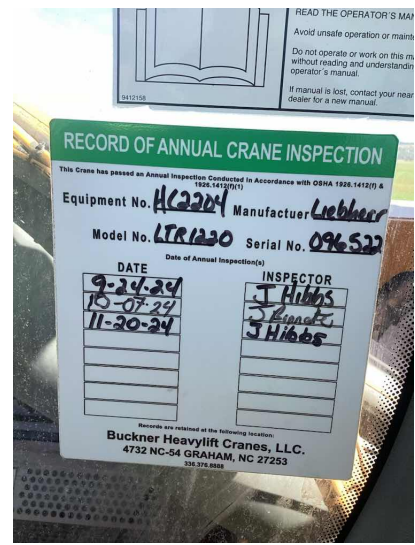 READ THE OPERATOR'S MAN
Avoid unsafe operation or mainte
Do not operate or work on this ma
without reading and understandin
operator's manual.
If manual is lost, contact your near
dealer for a new manual.
9412158
RECORD OF ANNUAL CRANE INSPECTION
This Crane has passed an Annual Inspection Conducted In Accordance with OSHA 1926.1412(f) &
1926.1412(f)(1)
Equipment No. HC2204 Manufactuer Liebherr
Model No. LTR1220 Serial No. 096522
Date of Annual Inspection(s)
DATE INSPECTOR
9-24-24 J Hibbs
10-07-24 J
11-20-24 J Hibbs
Records are retained at the following location:
Buckner Heavylift Cranes, LLC.
4732 NC-54 GRAHAM, NC 27253
336.376.8888